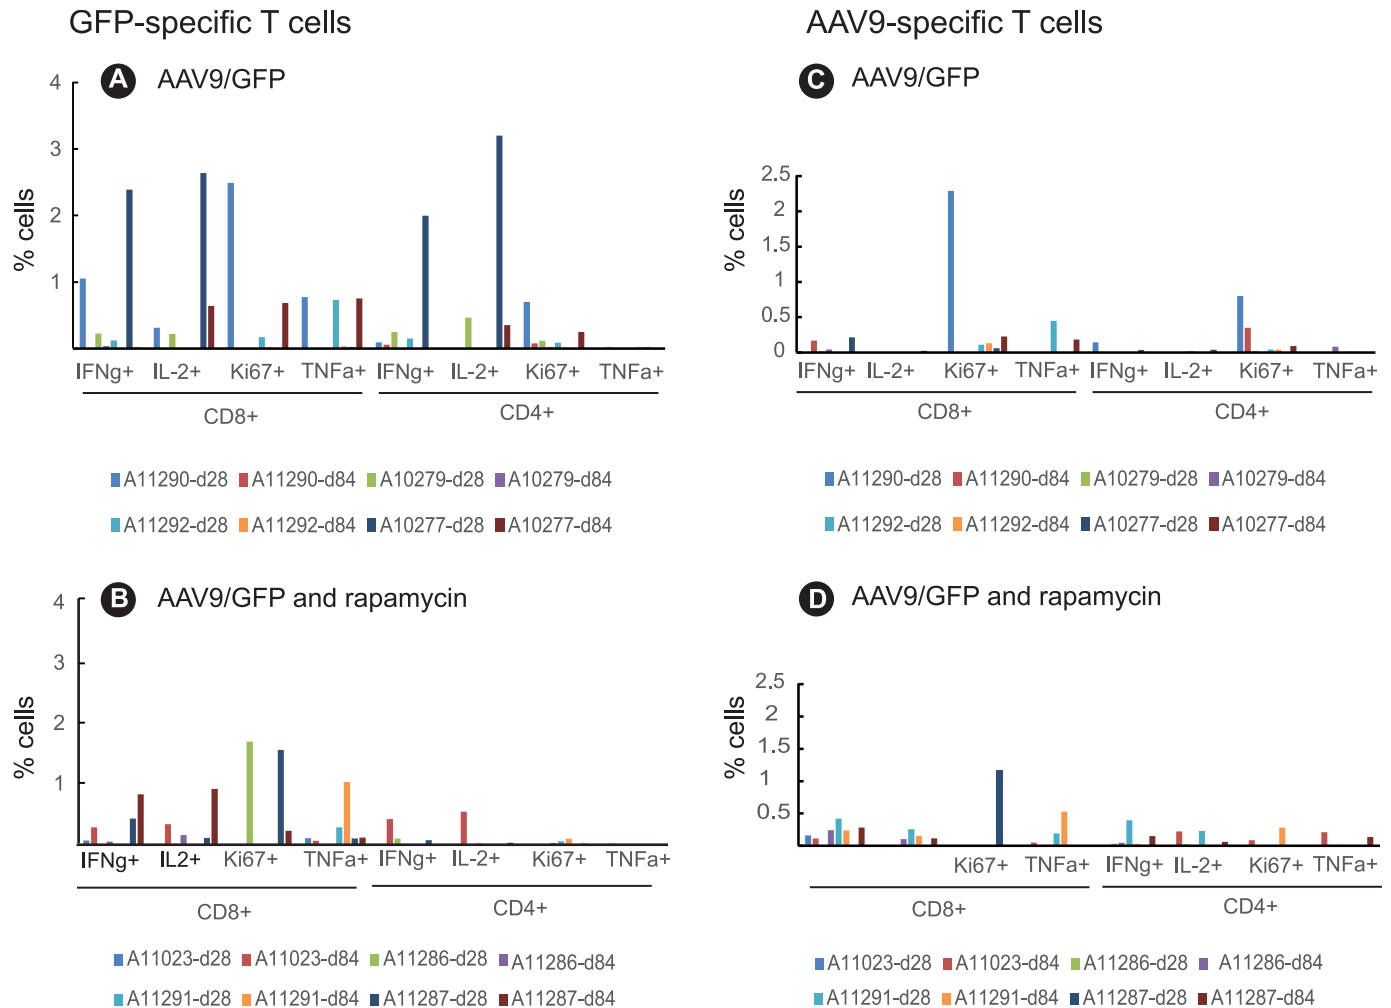 GFP-specific T cells
AAV9-specific T cells
A AAV9/GFP
4
3
2
1
% cells
IFNg+ IL-2+ Ki67+ TNFa+ IFNg+ IL-2+ Ki67+ TNFa+
CD8+ CD4+
A11290-d28 A11290-d84 A10279-d28 A10279-d84
A11292-d28 A11292-d84 A10277-d28 A10277-d84
C AAV9/GFP
2.5
2
1.5
1
0.5
0
% cells
IFNg+ IL-2+ Ki67+ TNFa+ IFNg+ IL-2+ Ki67+ TNFa+
CD8+ CD4+
A11290-d28 A11290-d84 A10279-d28 A10279-d84
A11292-d28 A11292-d84 A10277-d28 A10277-d84
B AAV9/GFP and rapamycin
4
3
2
1
% cells
IFNg+ IL2+ Ki67+ TNFa+ IFNg+ IL-2+ Ki67+ TNFa+
CD8+ CD4+
A11023-d28 A11023-d84 A11286-d28 A11286-d84
A11291-d28 A11291-d84 A11287-d28 A11287-d84
D AAV9/GFP and rapamycin
2.5
2
1.5
1
0.5
% cells
Ki67+ TNFa+ IFNg+ IL-2+ Ki67+ TNFa+
CD8+ CD4+
A11023-d28 A11023-d84 A11286-d28 A11286-d84
A11291-d28 A11291-d84 A11287-d28 A11287-d84